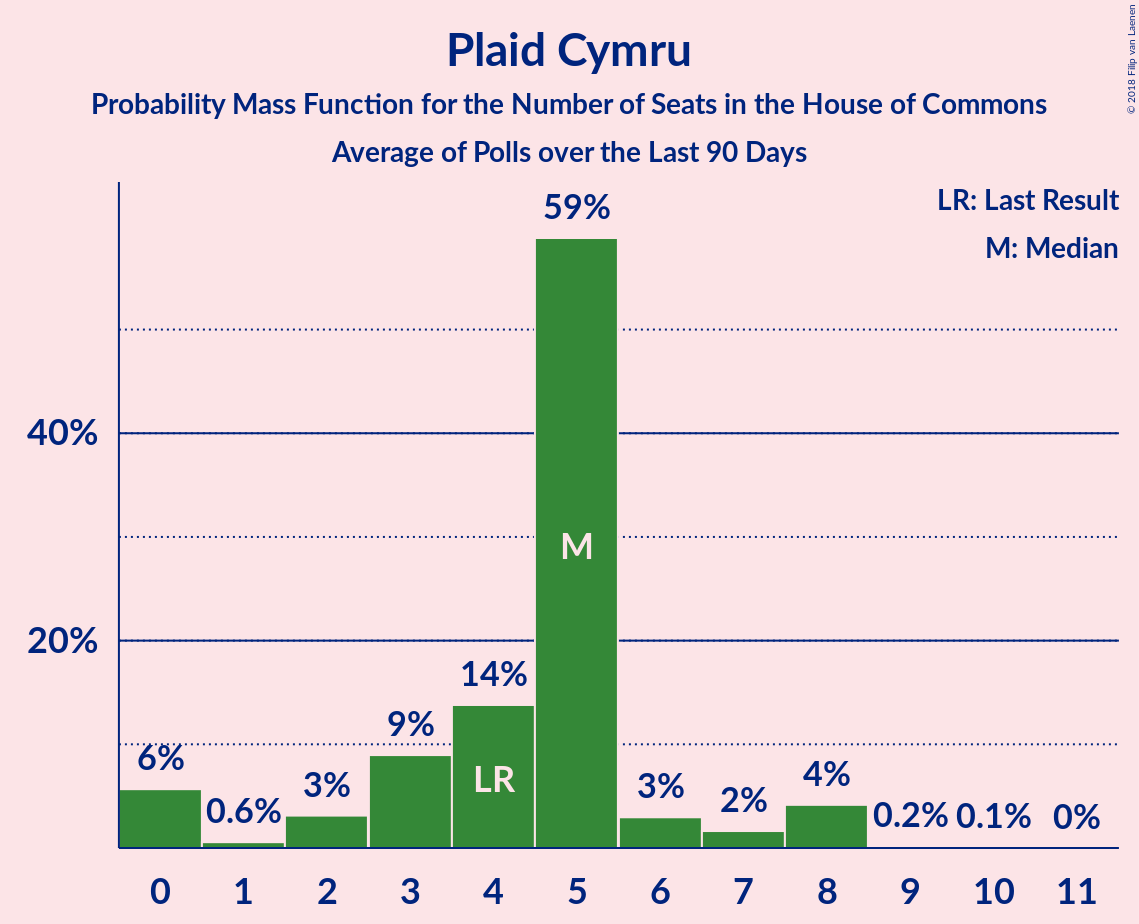 Plaid Cymru
Probability Mass Function for the Number of Seats in the House of Commons
Average of Polls over the Last 90 Days
© 2018 Filip van Laenen
LR: Last Result
M: Median
59%
40%
20%
6%
0.6%
3%
9%
14%
3%
2%
4%
0.2%
0.1%
0%
LR
M
0 1 2 3 4 5 6 7 8 9 10 11